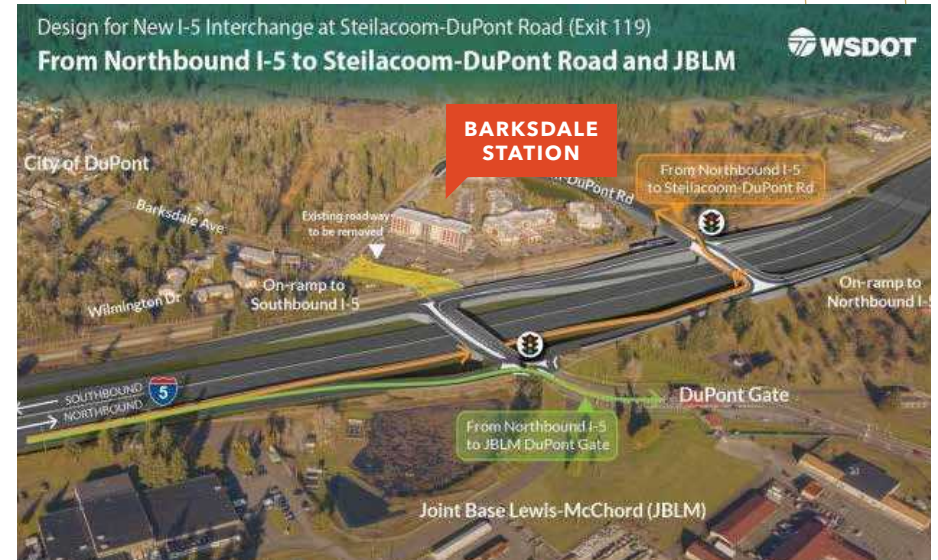 Design for New I-5 Interchange at Steilacoom-DuPont Road (Exit 119)
From Northbound I-5 to Steilacoom-DuPont Road and JBLM
WSDOT
BARKSDALE
STATION
City of DuPont
From Northbound I-5
to Steilacoom-DuPont Rd
-DuPont Rd
Barksdale Ave
Existing roadway
to be removed
On-ramp to
Southbound I-5
On-ramp to
Northbound I-5
Wilmington Dr
SOUTHBOUND
NORTHBOUND
5
DuPont Gate
From Northbound I-5
to JBLM DuPont Gate
Joint Base Lewis-McChord (JBLM)